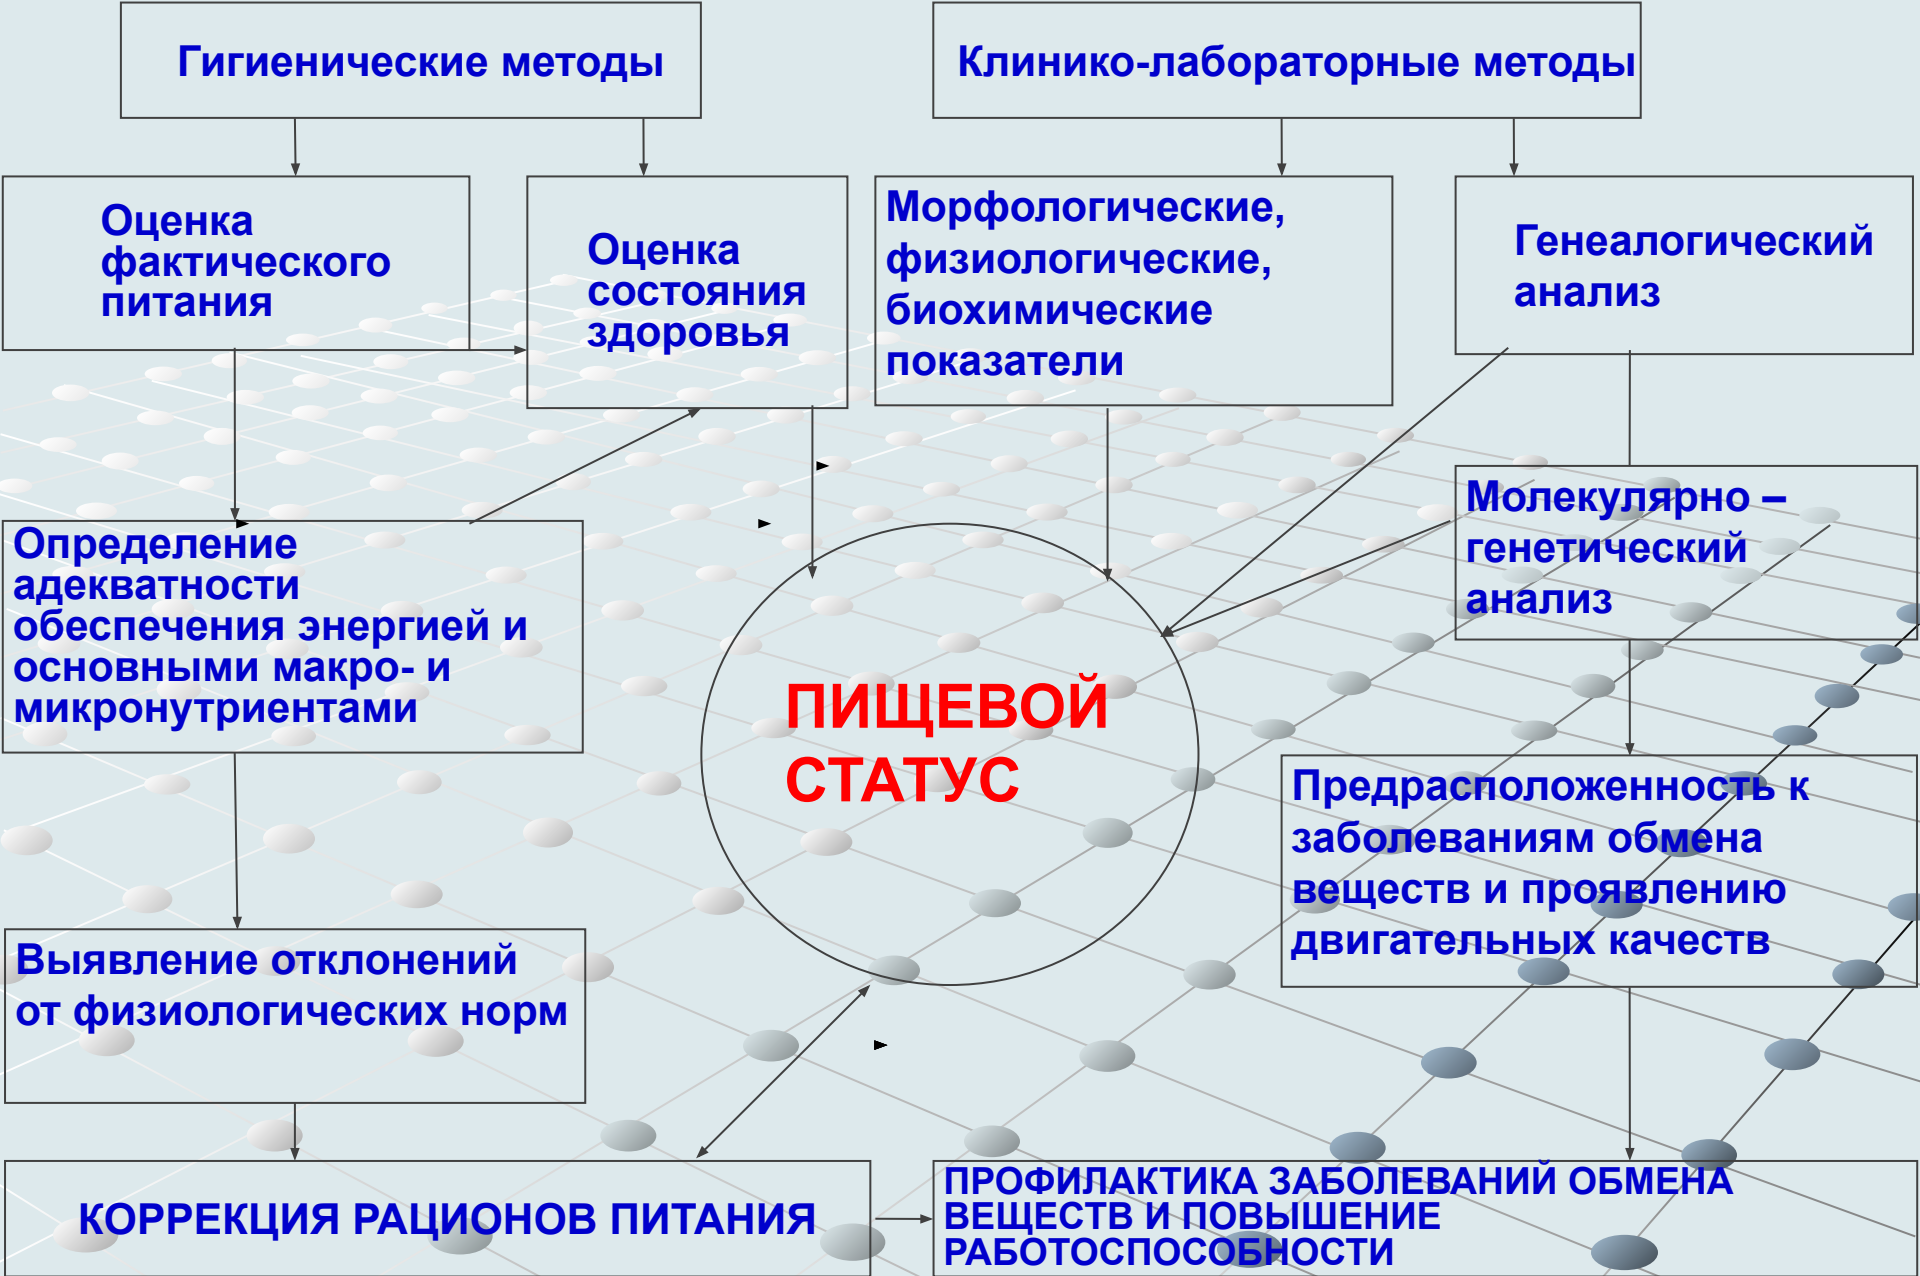 Гигиенические методы
Клинико-лабораторные методы
Оценка
фактического
питания
Оценка
состояния
здоровья
Морфологические,
физиологические,
биохимические
показатели
Генеалогический
анализ
Определение
адекватности
обеспечения энергией и
основными макро- и
микронутриентами
ПИЩЕВОЙ
СТАТУС
Молекулярно –
генетический
анализ
Предрасположенность к
заболеваниям обмена
веществ и проявлению
двигательных качеств
Выявление отклонений
от физиологических норм
КОРРЕКЦИЯ РАЦИОНОВ ПИТАНИЯ
ПРОФИЛАКТИКА ЗАБОЛЕВАНИЙ ОБМЕНА
ВЕЩЕСТВ И ПОВЫШЕНИЕ
РАБОТОСПОСОБНОСТИ